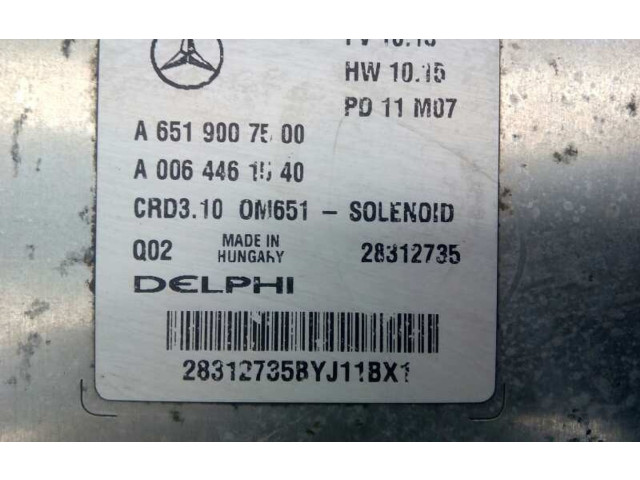 HW 10.15
PD 11 M07
A 651 900 75 00
A 006 446 15 40
CRD3.10 OM651 - SOLENOID
Q02 MADE IN HUNGARY 28312735
DELPHI
28312735BYJ11BX1